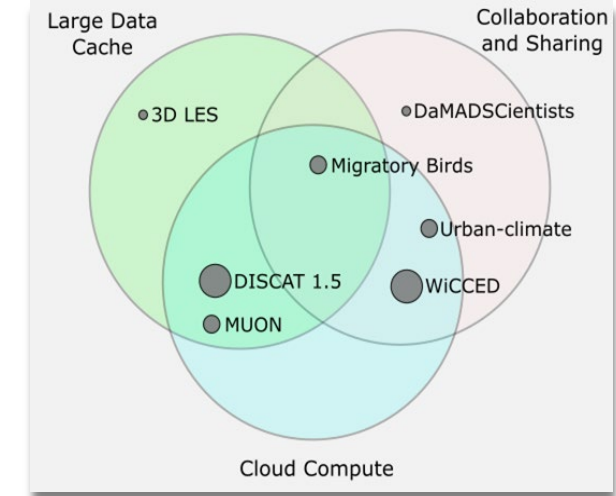 Large Data
Cache
Collaboration
and Sharing
3D LES
DaMADSCientists
Migratory Birds
Urban-climate
DISCAT 1.5
WiCCED
MUON
Cloud Compute